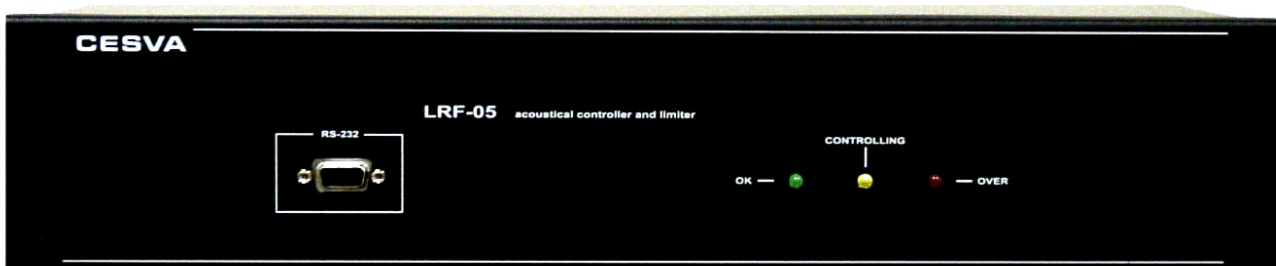 CESVA
LRF-05 acoustical controller and limiter
RS-232
CONTROLLING
OK
OVER